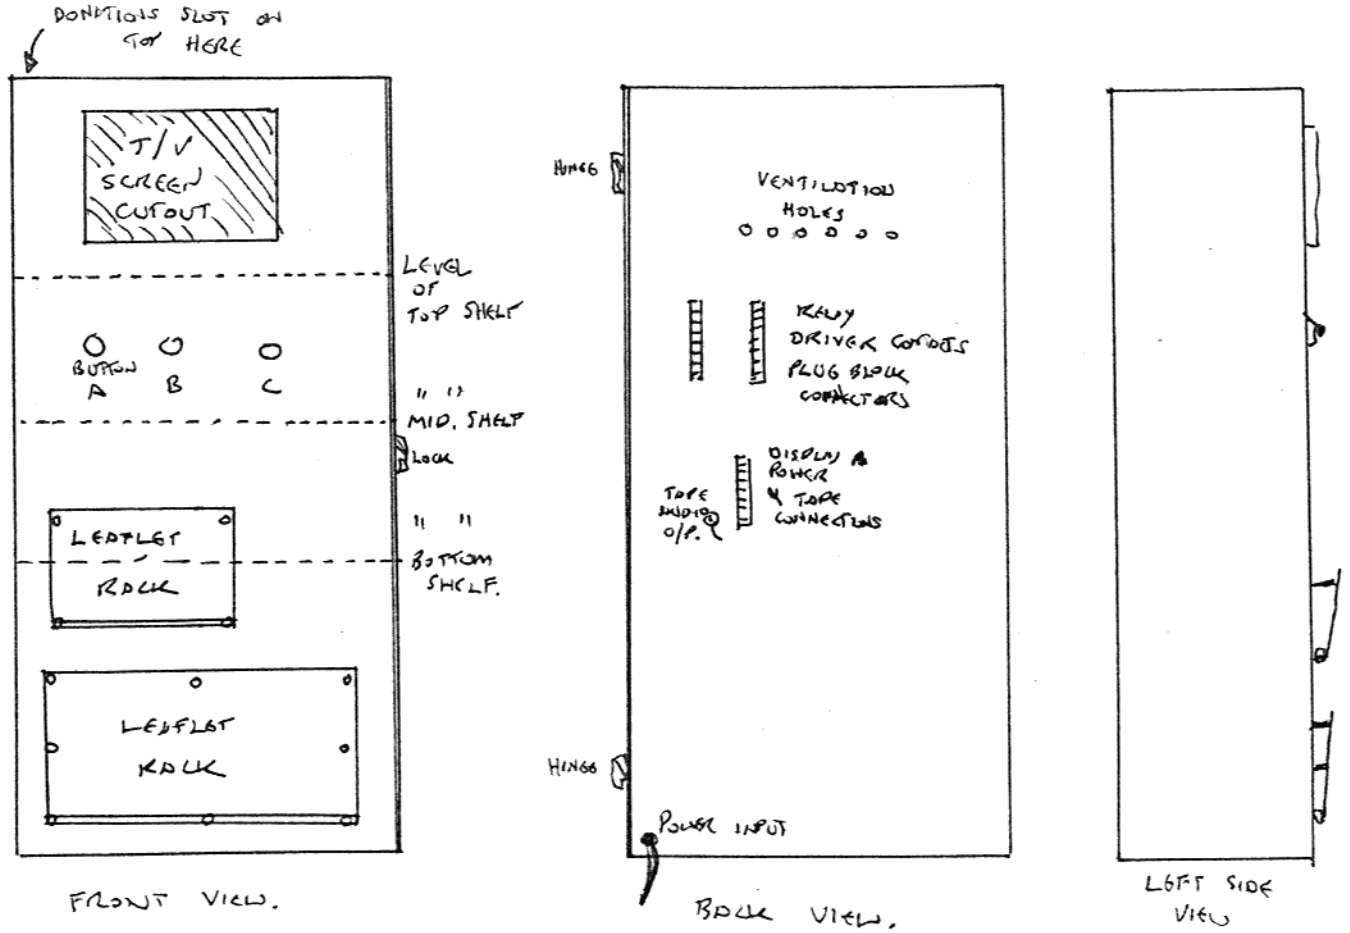 DONATIONS SLOT ON
TOP HERE
T/V
SCREEN
CUTOUT
LEVEL
OF
TOP SHELF
BUTTON
A B C
" "
MID. SHELF
LOCK
LEAFLET
RACK
" "
BOTTOM
SHELF.
LEAFLET
RACK
FRONT VIEW.
HINGE
VENTILATION
HOLES
RELAY
DRIVER CONTACTS
PLUG BLOCK
CONNECTORS
DISPLAY
POWER
& TAPE
CONNECTIONS
TAPE
AUDIO
O/P.
HINGE
POWER INPUT
BACK VIEW.
LEFT SIDE
VIEW